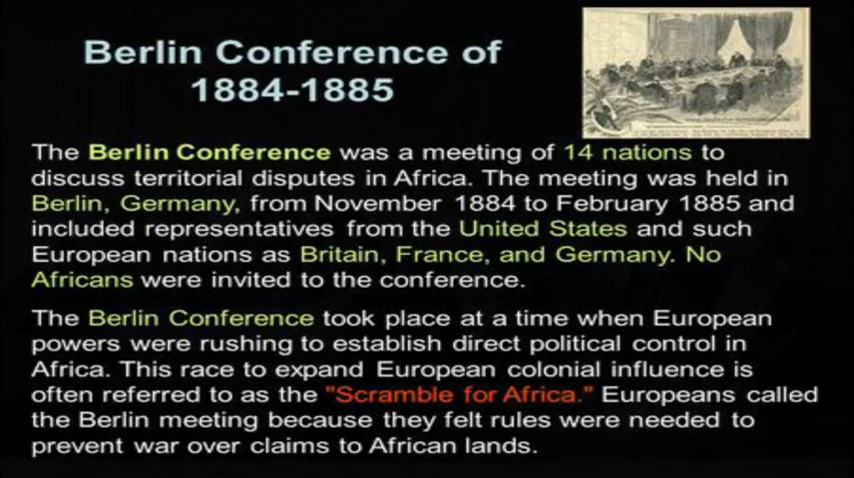 Berlin Conference of
1884-1885
The Berlin Conference was a meeting of 14 nations to
discuss territorial disputes in Africa. The meeting was held in
Berlin, Germany, from November 1884 to February 1885 and
included representatives from the United States and such
European nations as Britain, France, and Germany. No
Africans were invited to the conference.
The Berlin Conference took place at a time when European
powers were rushing to establish direct political control in
Africa. This race to expand European colonial influence is
often referred to as the "Scramble for Africa." Europeans called
the Berlin meeting because they felt rules were needed to
prevent war over claims to African lands.